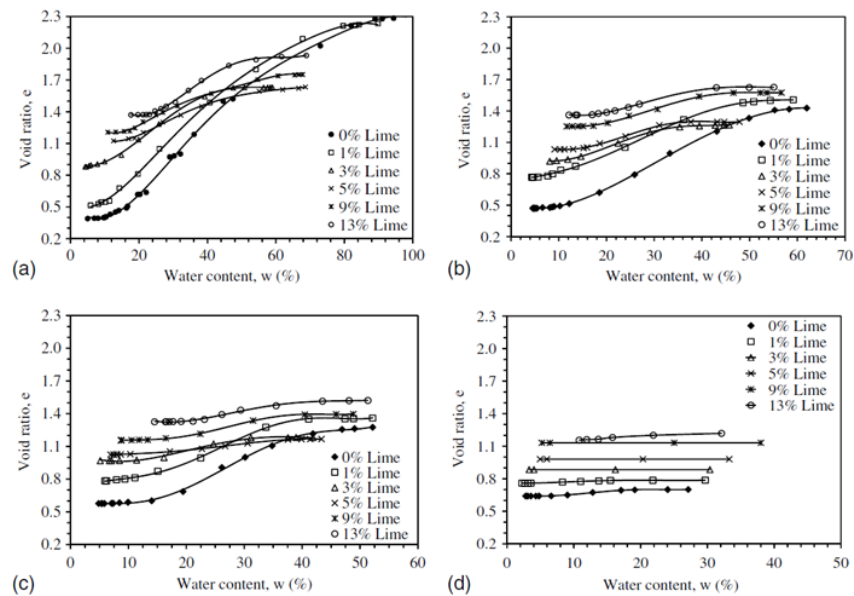 2.3
2.0
1.7
1.4
1.1
0.8
0.5
0.2
Void ratio, e
0% Lime
1% Lime
3% Lime
5% Lime
9% Lime
13% Lime
0 20 40 60 80 100
Water content, w (%)
(a)
2.3
2.0
1.7
1.4
1.1
0.8
0.5
0.2
Void ratio, e
0% Lime
1% Lime
3% Lime
5% Lime
9% Lime
13% Lime
0 10 20 30 40 50 60 70
Water content, w (%)
(b)
2.3
2.0
1.7
1.4
1.1
0.8
0.5
0.2
Void ratio, e
0% Lime
1% Lime
3% Lime
5% Lime
9% Lime
13% Lime
0 10 20 30 40 50 60
Water content, w (%)
(c)
2.3
2.0
1.7
1.4
1.1
0.8
0.5
0.2
Void ratio, e
0% Lime
1% Lime
3% Lime
5% Lime
9% Lime
13% Lime
0 10 20 30 40 50
Water content, w (%)
(d)